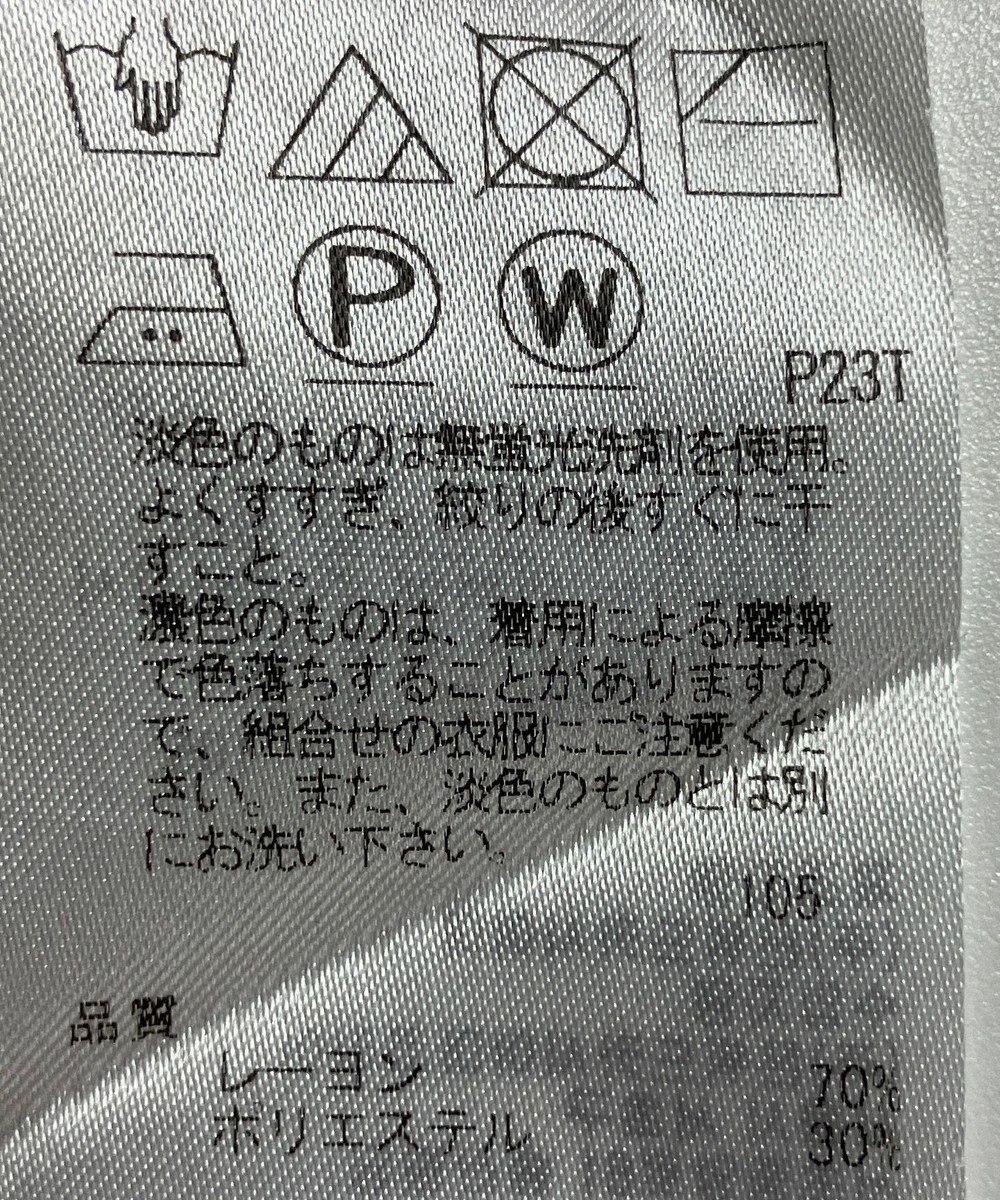 P W
P23T
淡色のものは無蛍光洗剤を使用。
よくすすぎ、絞りの後すぐに干
すこと。
濃色のものは、着用による摩擦
で色落ちすることがありますの
で、組合せの衣服にご注意くだ
さい。また、淡色のものとは別
にお洗い下さい。
105
品質
レーヨン 70%
ポリエステル 30%